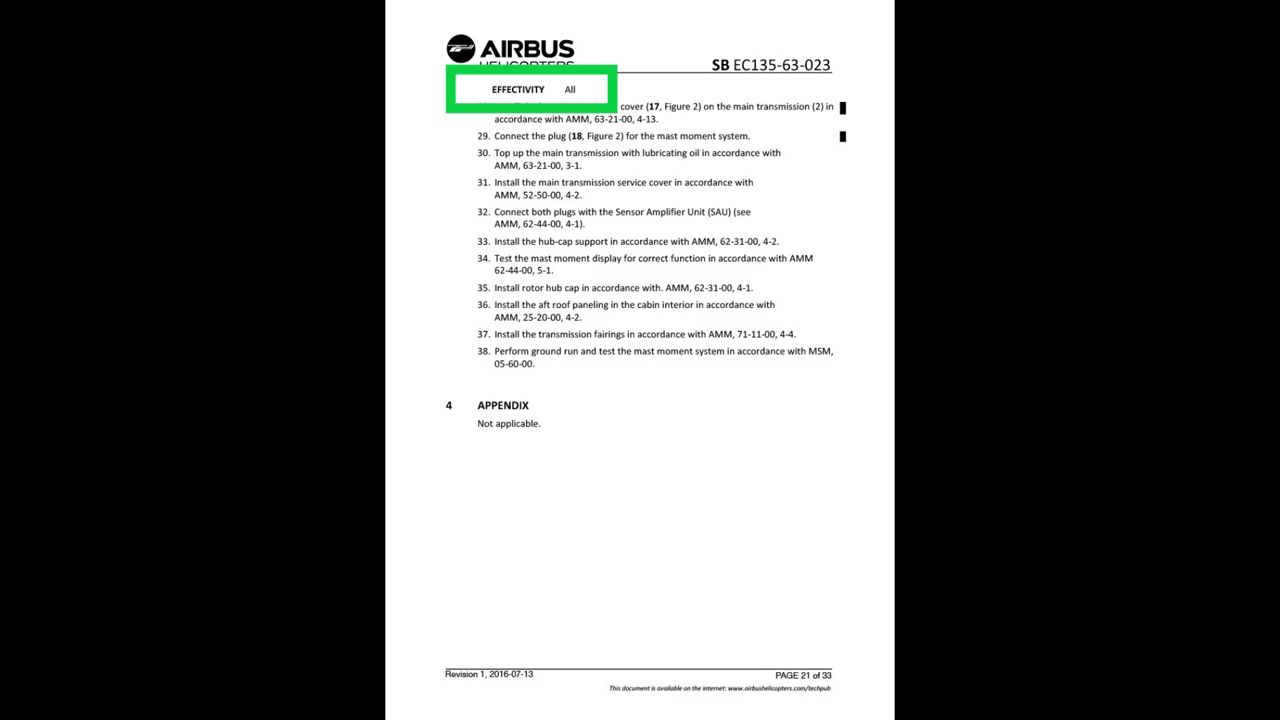 AIRBUS
HELICOPTERS
SB EC135-63-023
EFFECTIVITY All
cover (17, Figure 2) on the main transmission (2) in
accordance with AMM, 63-21-00, 4-13.
29. Connect the plug (18, Figure 2) for the mast moment system.
30. Top up the main transmission with lubricating oil in accordance with
AMM, 63-21-00, 3-1.
31. Install the main transmission service cover in accordance with
AMM, 52-50-00, 4-2.
32. Connect both plugs with the Sensor Amplifier Unit (SAU) (see
AMM, 62-44-00, 4-1).
33. Install the hub-cap support in accordance with AMM, 62-31-00, 4-2.
34. Test the mast moment display for correct function in accordance with AMM
62-44-00, 5-1.
35. Install rotor hub cap in accordance with. AMM, 62-31-00, 4-1.
36. Install the aft roof paneling in the cabin interior in accordance with
AMM, 25-20-00, 4-2.
37. Install the transmission fairings in accordance with AMM, 71-11-00, 4-4.
38. Perform ground run and test the mast moment system in accordance with MSM,
05-60-00.
4 APPENDIX
Not applicable.
Revision 1, 2016-07-13
PAGE 21 of 33
This document is available on the internet: www.airbushelicopters.com/techpub